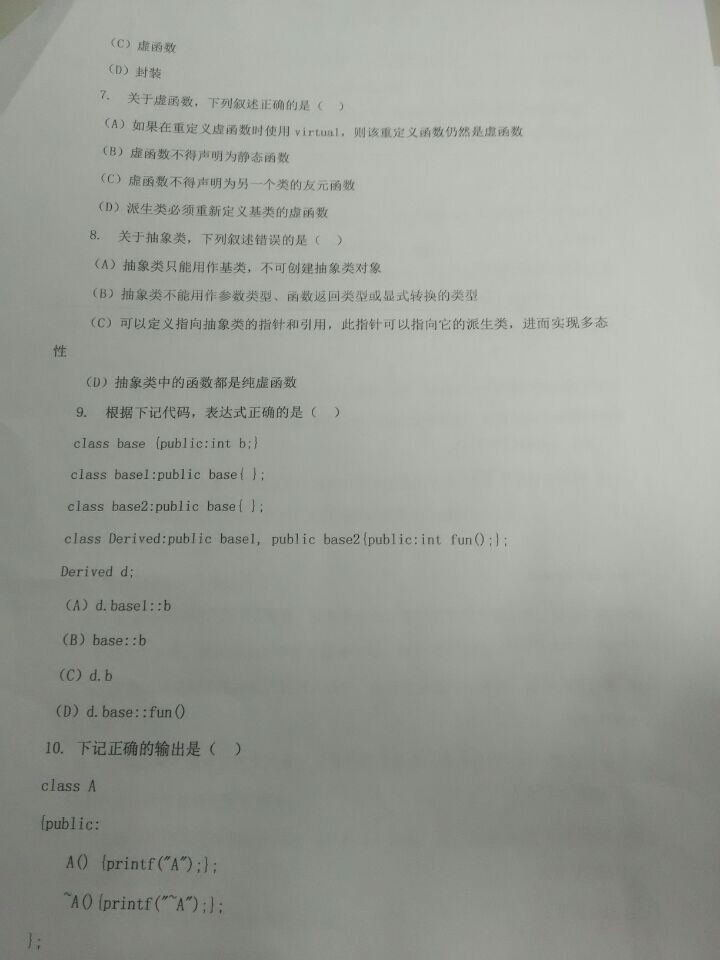 (C) 虚函数
(D) 封装
7. 关于虚函数，下列叙述正确的是（ ）
(A) 如果在重定义虚函数时使用 virtual，则该重定义函数仍然是虚函数
(B) 虚函数不得声明为静态函数
(C) 虚函数不得声明为另一个类的友元函数
(D) 派生类必须重新定义基类的虚函数
8. 关于抽象类，下列叙述错误的是（ ）
(A) 抽象类只能用作基类，不可创建抽象类对象
(B) 抽象类不能用作参数类型、函数返回类型或显式转换的类型
(C) 可以定义指向抽象类的指针和引用，此指针可以指向它的派生类，进而实现多态
性
(D) 抽象类中的函数都是纯虚函数
9. 根据下记代码，表达式正确的是（ ）
class base {public:int b;}
class base1:public base{ };
class base2:public base{ };
class Derived:public base1, public base2{public:int fun();};
Derived d;
(A) d.base1::b
(B) base::b
(C) d.b
(D) d.base::fun()
10. 下记正确的输出是（ ）
class A
{public:
A() {printf("A");};
~A(){printf("~A");};
};